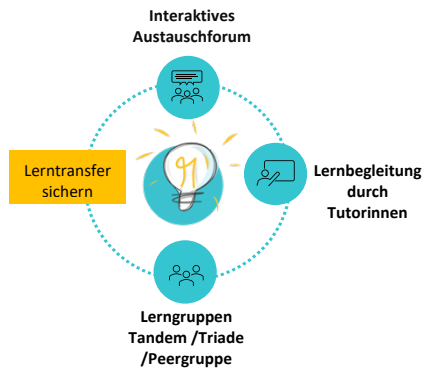 Interaktives
Austauschforum
Lerntransfer
sichern
Lernbegleitung
durch
Tutorinnen
Lerngruppen
Tandem /Triade
/Peergruppe